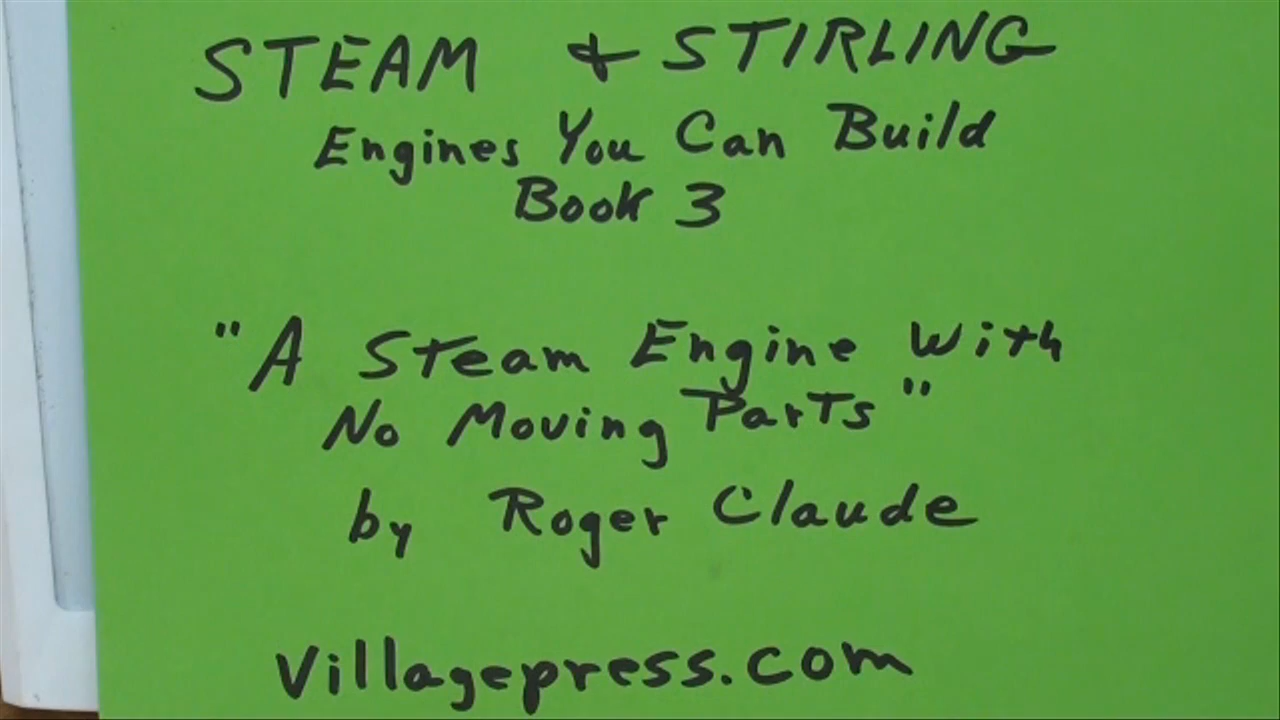 STEAM & STIRLING
Engines You Can Build
Book 3
"A Steam Engine With
No Moving Parts"
by Roger Claude
Villagepress.com